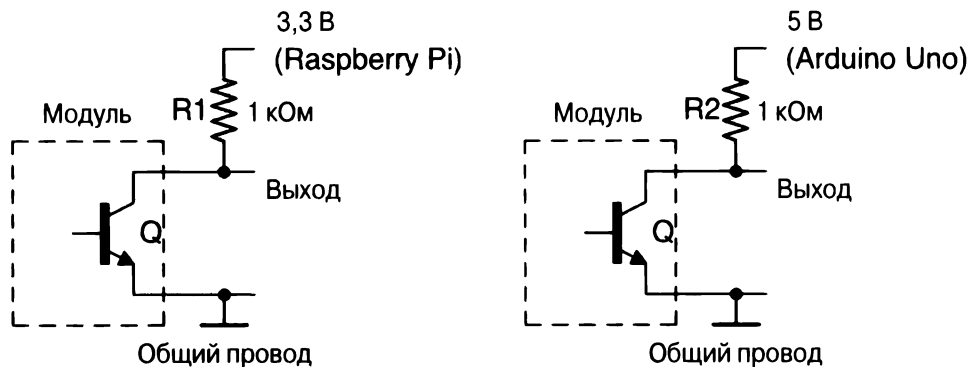 3,3 В
(Raspberry Pi)
R1
1 кОм
Модуль
Выход
Q
Общий провод
5 В
(Arduino Uno)
R2
1 кОм
Модуль
Выход
Q
Общий провод